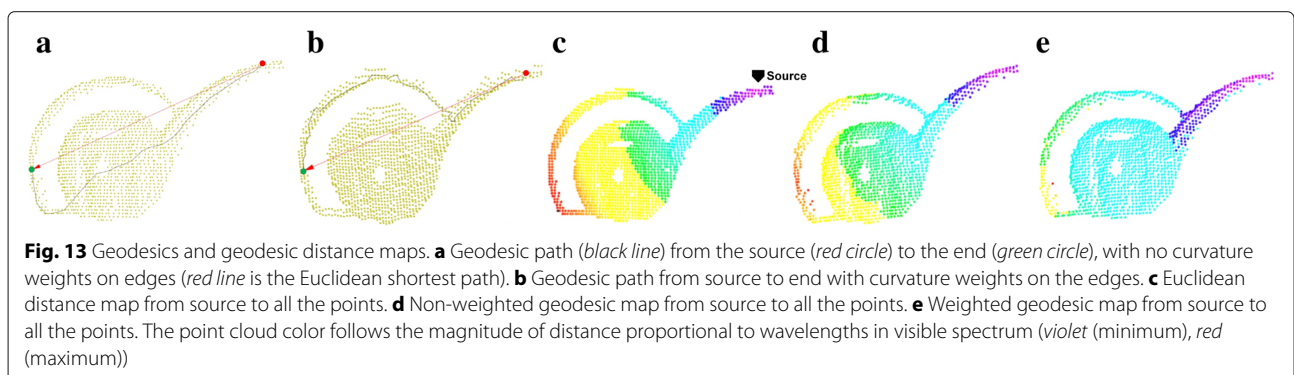 a b c d e
Source
Fig. 13 Geodesics and geodesic distance maps. a Geodesic path (black line) from the source (red circle) to the end (green circle), with no curvature
weights on edges (red line is the Euclidean shortest path). b Geodesic path from source to end with curvature weights on the edges. c Euclidean
distance map from source to all the points. d Non-weighted geodesic map from source to all the points. e Weighted geodesic map from source to
all the points. The point cloud color follows the magnitude of distance proportional to wavelengths in visible spectrum (violet (minimum), red
(maximum))